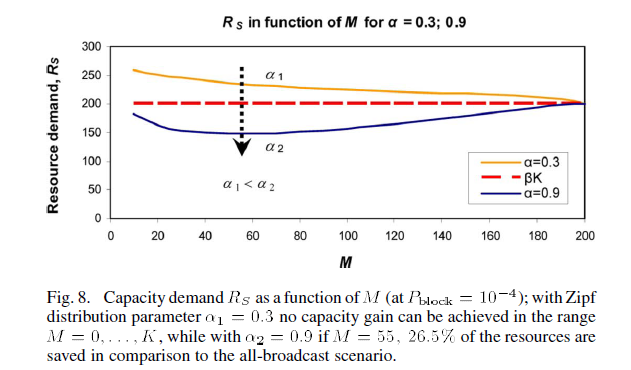 R S in function of M for α = 0.3; 0.9
Resource demand, RS
300
250
200
150
100
50
0
α 1
α 2
α 1 < α 2
α=0.3
βK
α=0.9
0 20 40 60 80 100 120 140 160 180 200
M
Fig. 8. Capacity demand RS as a function of M (at Pblock = 10−4); with Zipf
distribution parameter α1 = 0.3 no capacity gain can be achieved in the range
M = 0, . . . , K, while with α2 = 0.9 if M = 55, 26.5% of the resources are
saved in comparison to the all-broadcast scenario.